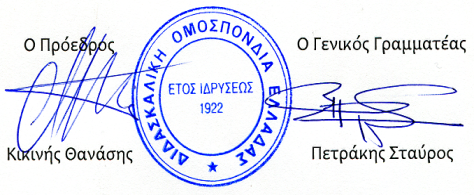 Ο Πρόεδρος
Ο Γενικός Γραμματέας
ΔΙΔΑΣΚΑΛΙΚΗ ΟΜΟΣΠΟΝΔΙΑ ΕΛΛΑΔΑΣ
ΕΤΟΣ ΙΔΡΥΣΕΩΣ
1922
Κικινής Θανάσης
Πετράκης Σταύρος